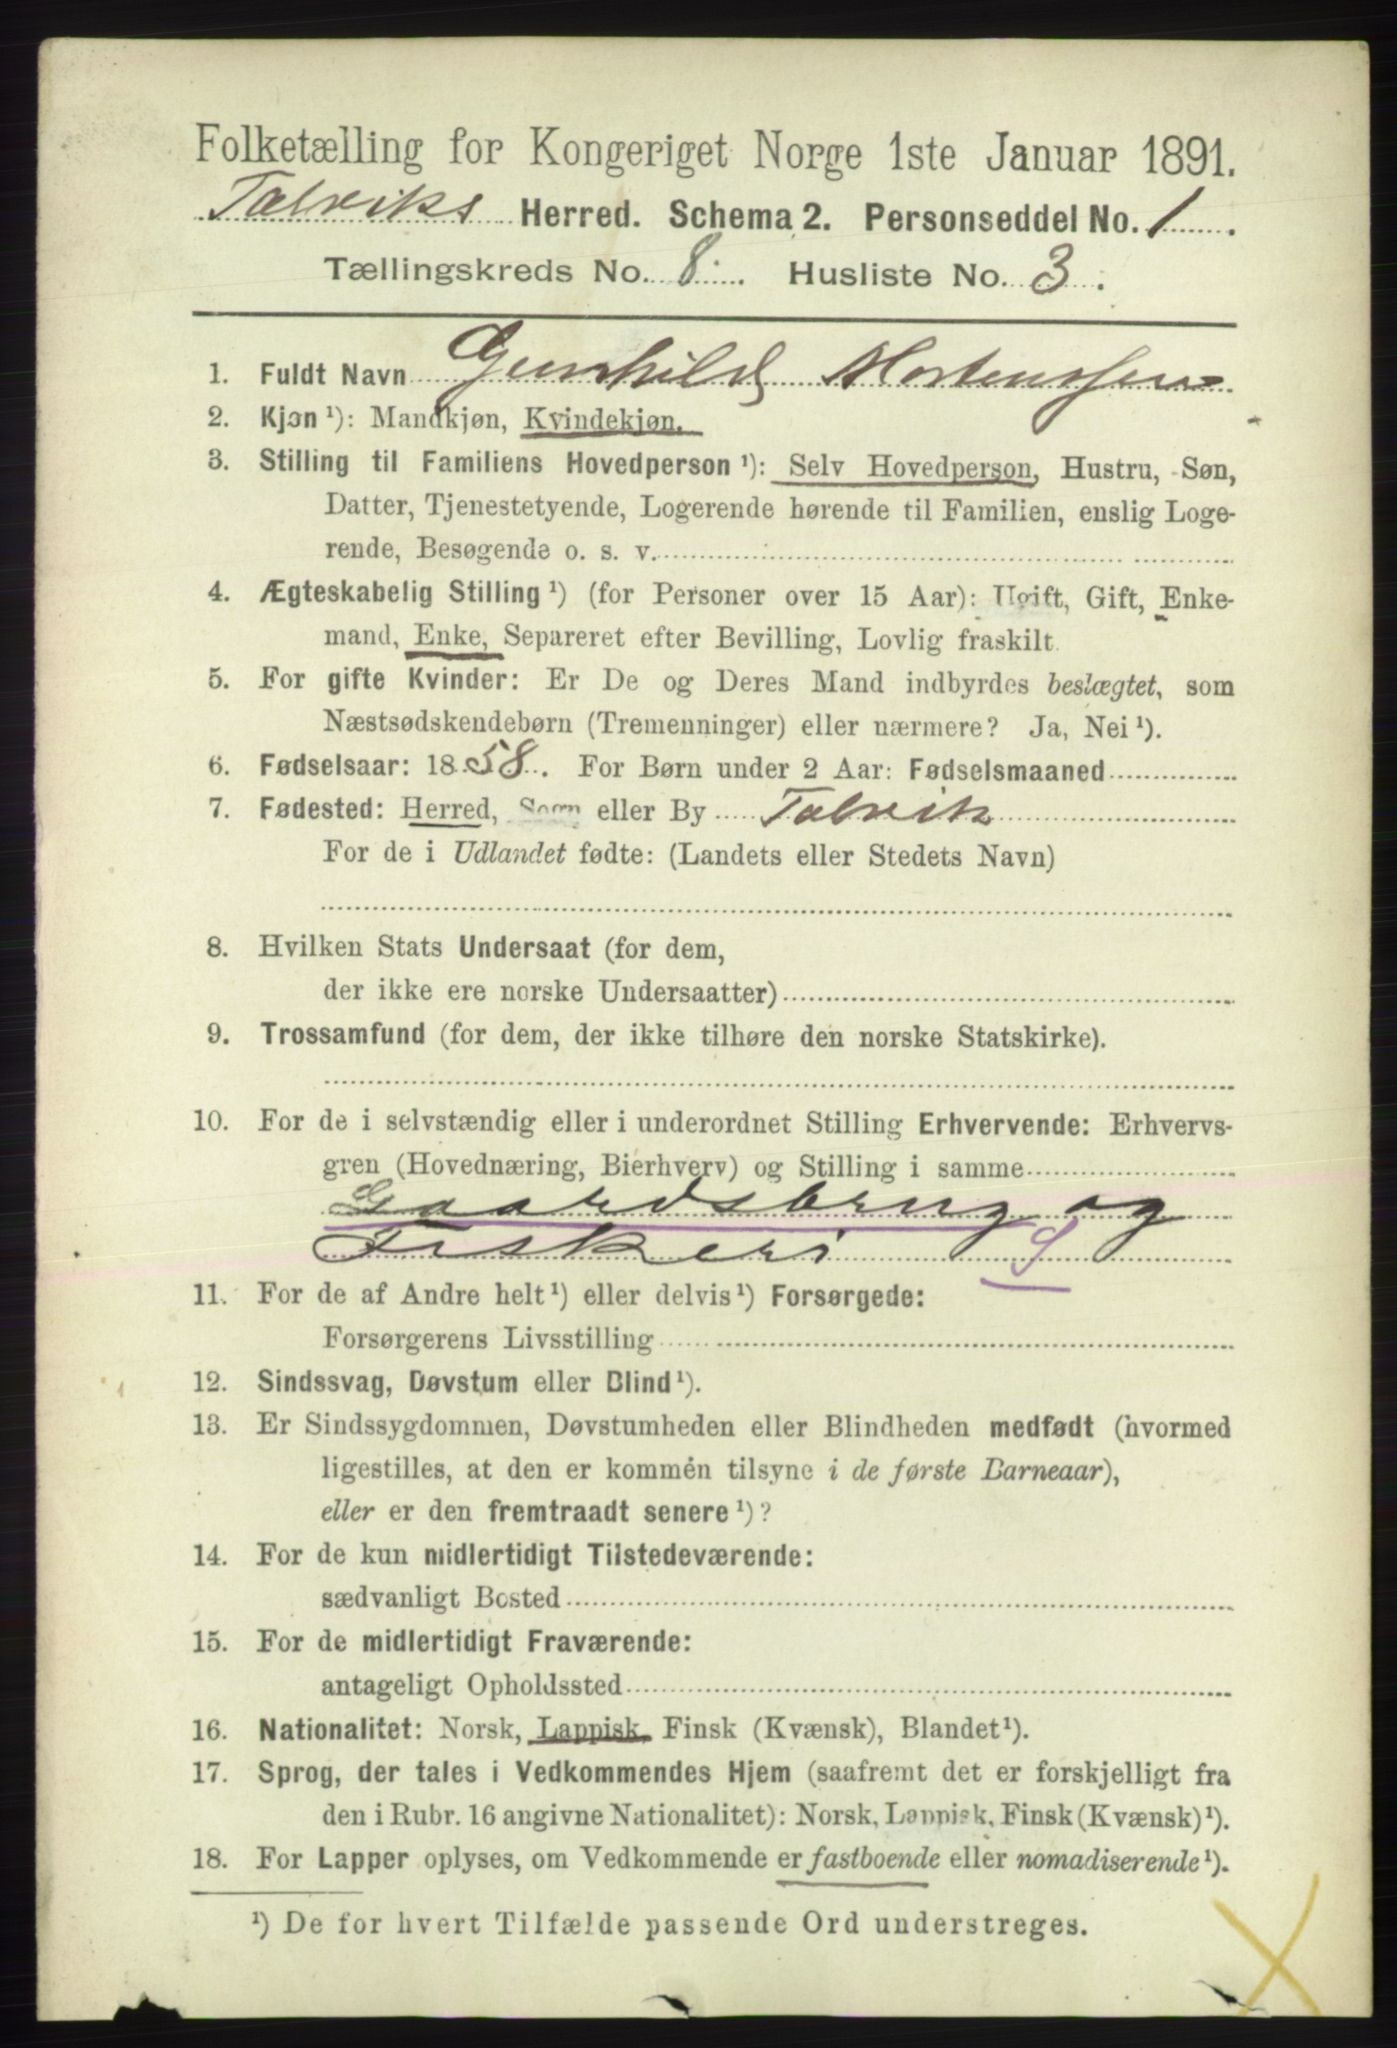 Folketælling for Kongeriget Norge 1ste Januar 1891.
Talviks Herred. Schema 2. Personseddel No. 1.
Tællingskreds No. 8. Husliste No. 3.
1. Fuldt Navn Gunhild Mortensen
2. Kjøn ¹): Mandkjøn, Kvindekjøn.
3. Stilling til Familiens Hovedperson ¹): Selv Hovedperson, Hustru, Søn,
Datter, Tjenestetyende, Logerende hørende til Familien, enslig Loge-
rende, Besøgende o. s. v.
4. Ægteskabelig Stilling ¹) (for Personer over 15 Aar): Ugift, Gift, Enke-
mand, Enke, Separeret efter Bevilling, Lovlig fraskilt.
5. For gifte Kvinder: Er De og Deres Mand indbyrdes beslægtet, som
Næstsødskendebørn (Tremenninger) eller nærmere? Ja, Nei ¹).
6. Fødselsaar: 1858. For Børn under 2 Aar: Fødselsmaaned
7. Fødested: Herred, Sogn eller By Talvik
For de i Udlandet fødte: (Landets eller Stedets Navn)
8. Hvilken Stats Undersaat (for dem,
der ikke ere norske Undersaatter)
9. Trossamfund (for dem, der ikke tilhøre den norske Statskirke).
10. For de i selvstændig eller i underordnet Stilling Erhvervende: Erhvervs-
gren (Hovednæring, Bierhverv) og Stilling i samme
Gaardsbrug og
Fiskeri S
11. For de af Andre helt ¹) eller delvis ¹) Forsørgede:
Forsørgerens Livsstilling
12. Sindssvag, Døvstum eller Blind ¹).
13. Er Sindssygdommen, Døvstumheden eller Blindheden medfødt (hvormed
ligestilles, at den er kommén tilsyne i de første Barneaar),
eller er den fremtraadt senere ¹)?
14. For de kun midlertidigt Tilstedeværende:
sædvanligt Bosted
15. For de midlertidigt Fraværende:
antageligt Opholdssted
16. Nationalitet: Norsk, Lappisk, Finsk (Kvænsk), Blandet ¹).
17. Sprog, der tales i Vedkommendes Hjem (saafremt det er forskjelligt fra
den i Rubr. 16 angivne Nationalitet): Norsk, Lappisk, Finsk (Kvænsk) ¹).
18. For Lapper oplyses, om Vedkommende er fastboende eller nomadiserende ¹).
¹) De for hvert Tilfælde passende Ord understreges.